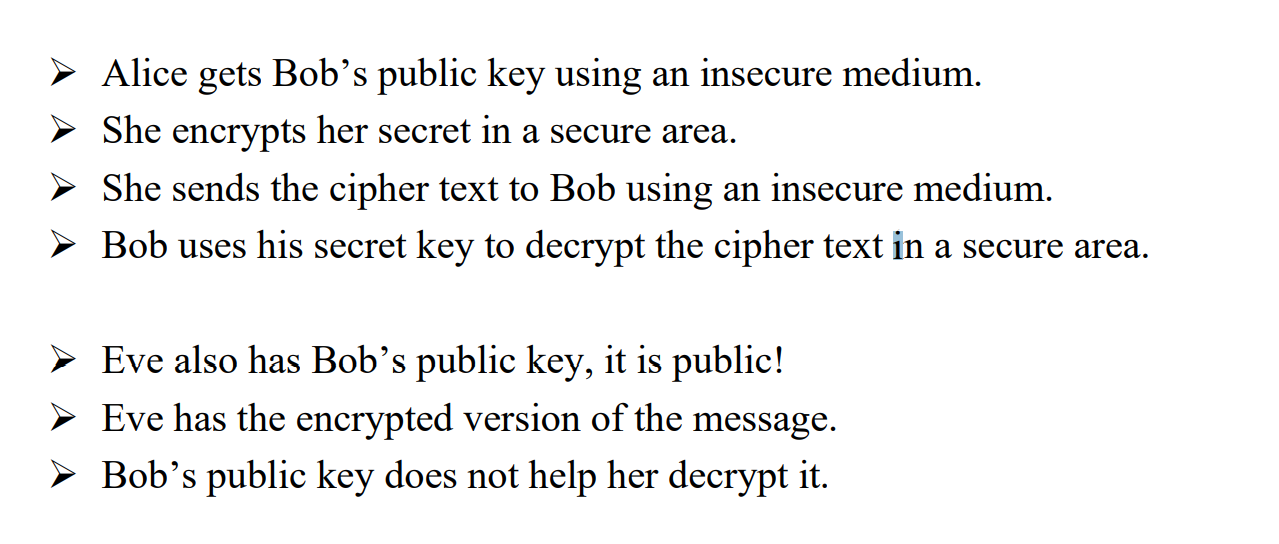 ➢ Alice gets Bob’s public key using an insecure medium.
➢ She encrypts her secret in a secure area.
➢ She sends the cipher text to Bob using an insecure medium.
➢ Bob uses his secret key to decrypt the cipher text in a secure area.
➢ Eve also has Bob’s public key, it is public!
➢ Eve has the encrypted version of the message.
➢ Bob’s public key does not help her decrypt it.